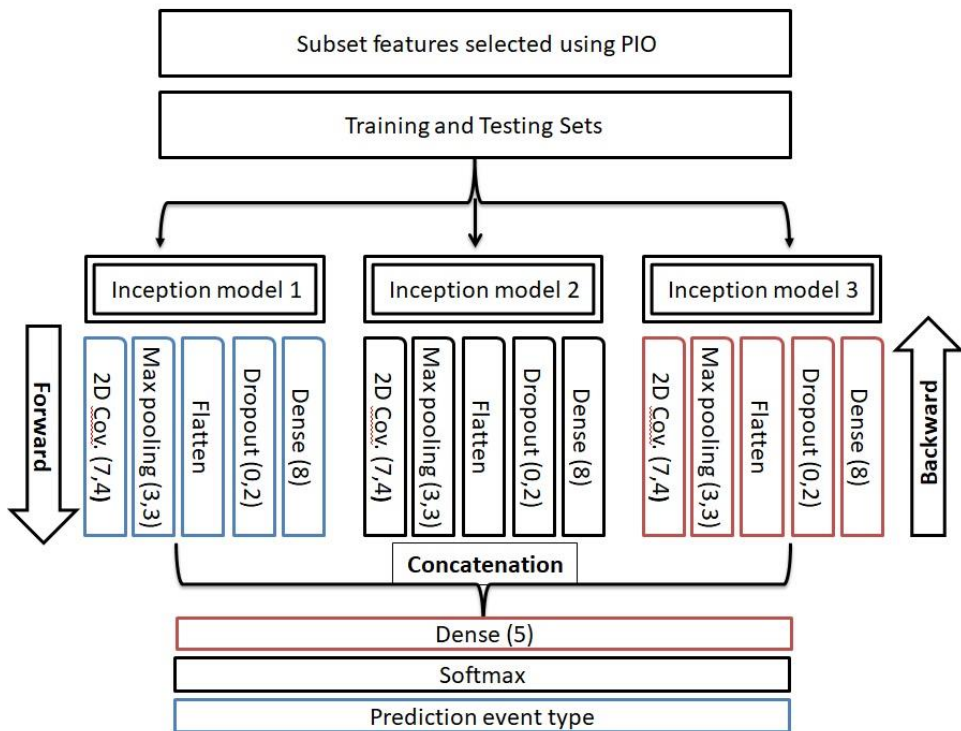 Subset features selected using PIO
Training and Testing Sets
Inception model 1
Inception model 2
Inception model 3
Forward
2D Cov. (7,4)
Max pooling (3,3)
Flatten
Dropout (0,2)
Dense (8)
2D Cov. (7,4)
Max pooling (3,3)
Flatten
Dropout (0,2)
Dense (8)
2D Cov. (7,4)
Max pooling (3,3)
Flatten
Dropout (0,2)
Dense (8)
Backward
Concatenation
Dense (5)
Softmax
Prediction event type